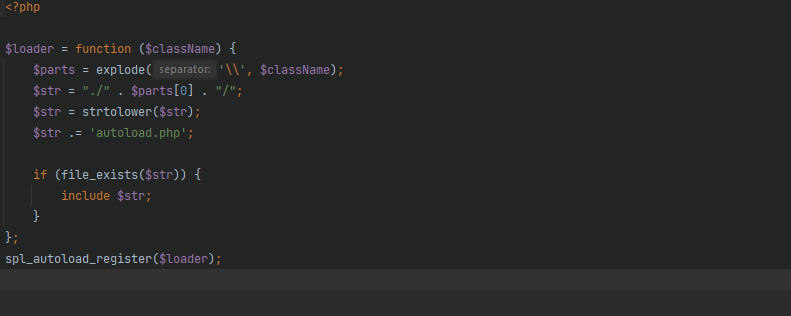 <?php
$loader = function ($className) {
$parts = explode( separator: '\\', $className);
$str = "./" . $parts[0] . "/";
$str = strtolower($str);
$str .= 'autoload.php';
if (file_exists($str)) {
include $str;
}
};
spl_autoload_register($loader);